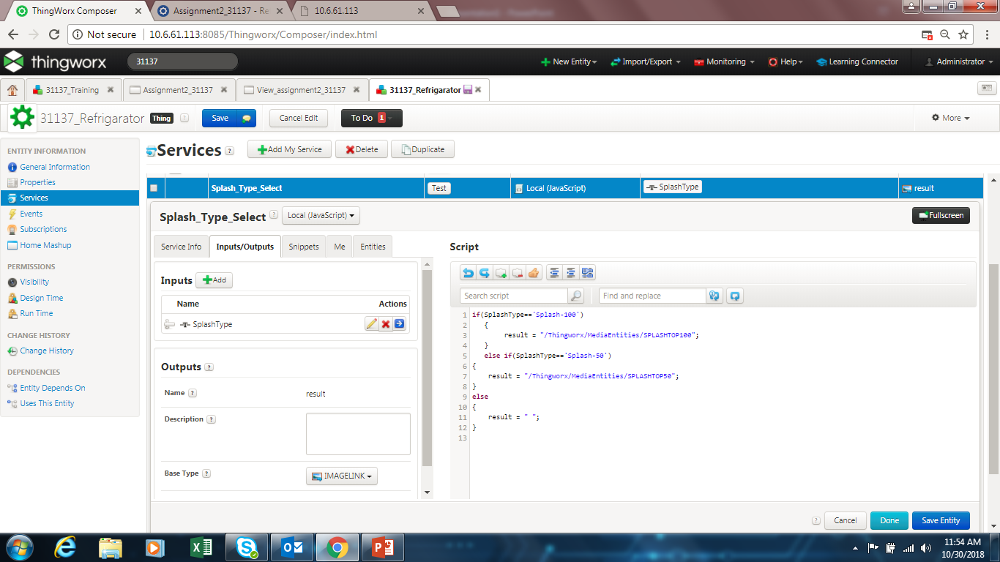 ThingWorx Composer
Assignment2_31137 - Re
10.6.61.113
Not secure 10.6.61.113:8085/Thingworx/Composer/index.html
thingworx
31137
New Entity
Import/Export
Monitoring
Help
Learning Connector
Administrator
31137_Training
Assignment2_31137
View_assignment2_31137
31137_Refrigarator
31137_Refrigarator Thing ?
Save
Cancel Edit
To Do 1
More
ENTITY INFORMATION
General Information
Properties
Services
Events
Subscriptions
Home Mashup
PERMISSIONS
Visibility
Design Time
Run Time
CHANGE HISTORY
Change History
DEPENDENCIES
Entity Depends On
Uses This Entity
Services ?
Add My Service
Delete
Duplicate
Splash_Type_Select
Test
Local (JavaScript)
SplashType
result
Splash_Type_Select ?
Local (JavaScript)
Fullscreen
Service Info
Inputs/Outputs
Snippets
Me
Entities
Inputs
Add
Name Actions
SplashType
Outputs ?
Name ? result
Description ?
Base Type ? IMAGELINK
Script
Search script
Find and replace
1 if(SplashType=='Splash-100')
2 {
3 result = "/Thingworx/MediaEntities/SPLASHTOP100";
4 }
5 else if(SplashType=='Splash-50')
6 {
7 result = "/Thingworx/MediaEntities/SPLASHTOP50";
8 }
9 else
10 {
11 result = " ";
12 }
13
?
Cancel
Done
Save Entity
11:54 AM
10/30/2018